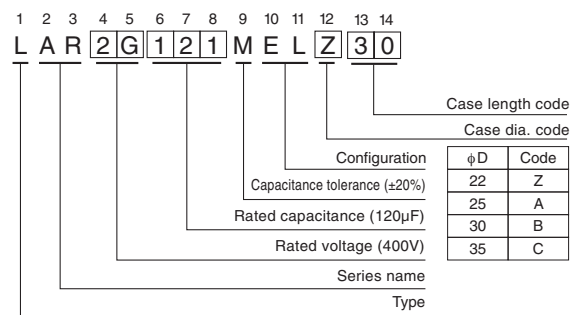 1 2 3 4 5 6 7 8 9 10 11 12 13 14
L A R 2 G 1 2 1 M E L Z 3 0
Case length code
Case dia. code
Configuration
Capacitance tolerance (±20%)
Rated capacitance (120µF)
Rated voltage (400V)
Series name
Type
φD Code
22 Z
25 A
30 B
35 C